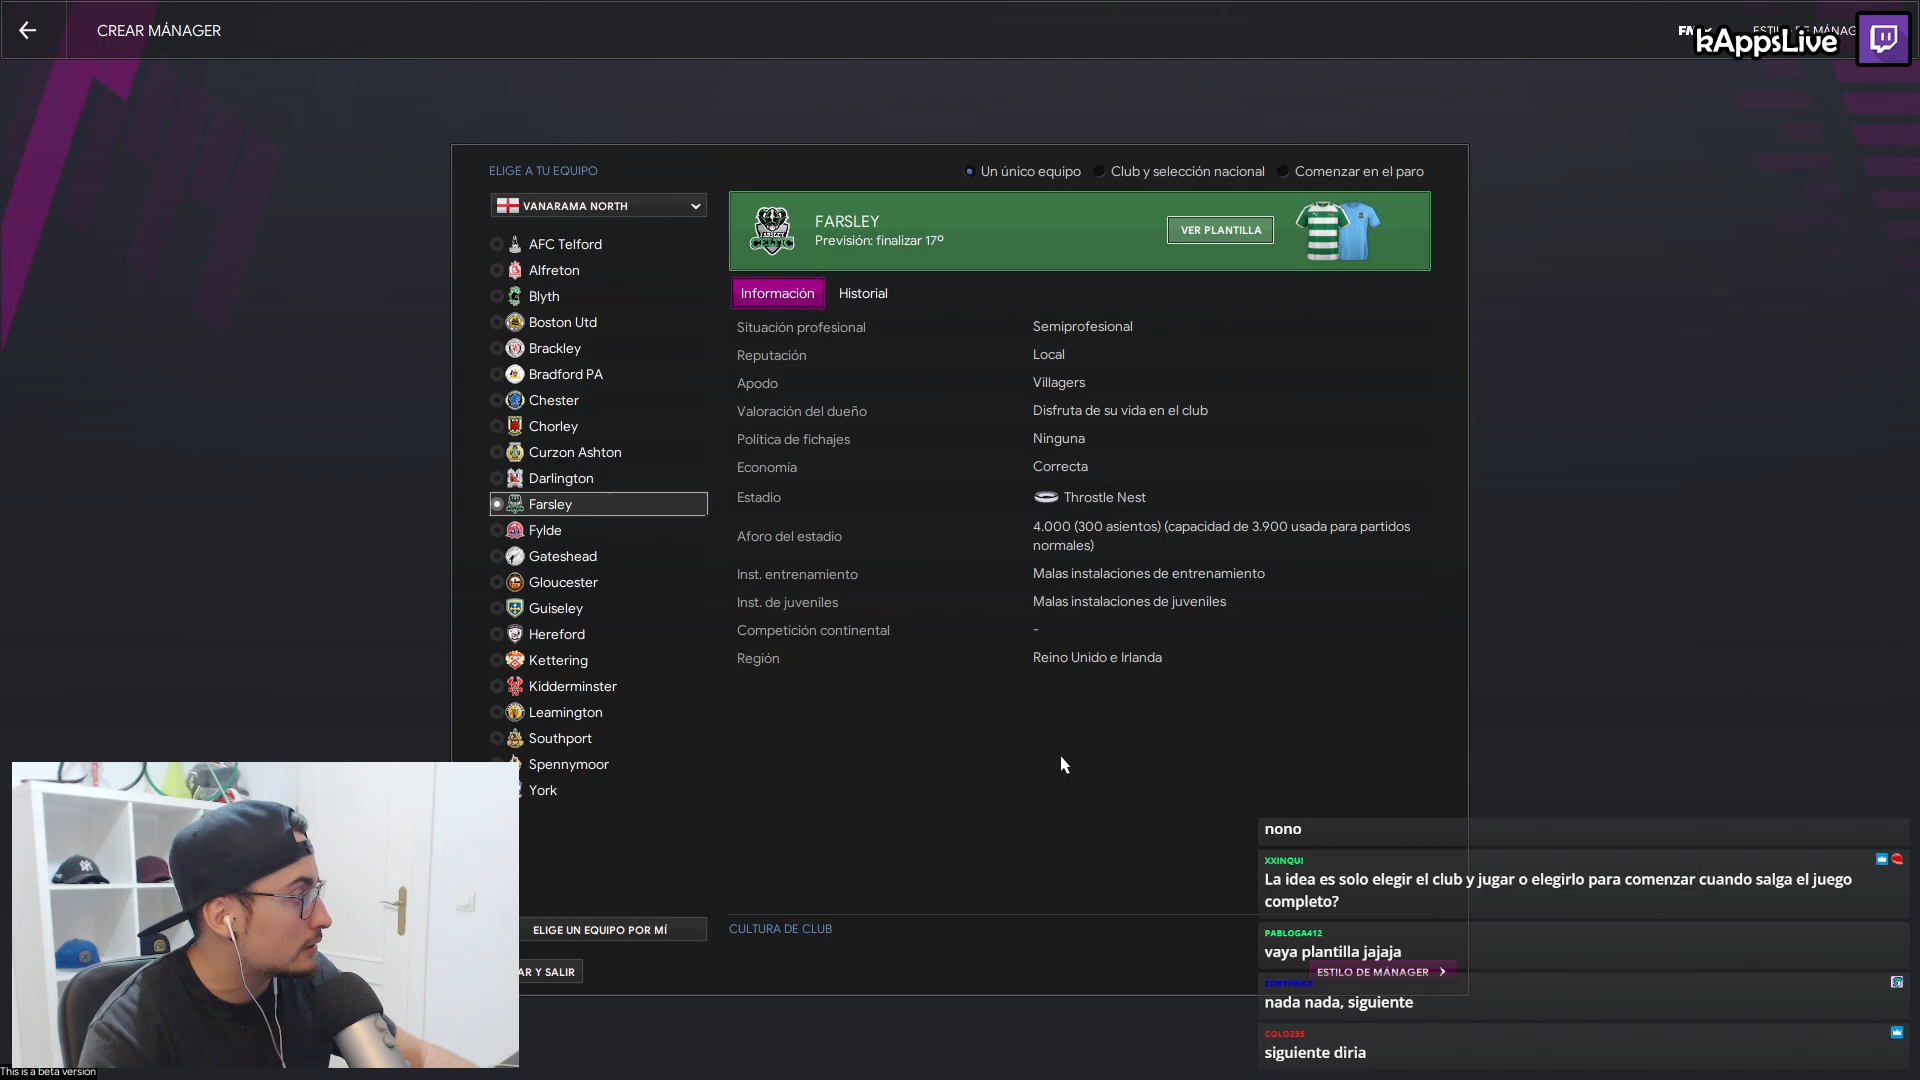 CREAR MÁNAGER
kAppsLive
ELIGE A TU EQUIPO
Un único equipo
Club y selección nacional
Comenzar en el paro
VANARAMA NORTH
FARSLEY
Previsión: finalizar 17º
VER PLANTILLA
AFC Telford
Alfreton
Blyth
Boston Utd
Brackley
Bradford PA
Chester
Chorley
Curzon Ashton
Darlington
Farsley
Fylde
Gateshead
Gloucester
Guiseley
Hereford
Kettering
Kidderminster
Leamington
Southport
Spennymoor
York
Información
Historial
Situación profesional
Semiprofesional
Reputación
Local
Apodo
Villagers
Valoración del dueño
Disfruta de su vida en el club
Política de fichajes
Ninguna
Economía
Correcta
Estadio
Throstle Nest
Aforo del estadio
4.000 (300 asientos) (capacidad de 3.900 usada para partidos
normales)
Inst. entrenamiento
Malas instalaciones de entrenamiento
Inst. de juveniles
Malas instalaciones de juveniles
Competición continental
-
Región
Reino Unido e Irlanda
ELIGE UN EQUIPO POR MÍ
CULTURA DE CLUB
AR Y SALIR
ESTILO DE MÁNAGER
nono
XXINQUI
La idea es solo elegir el club y jugar o elegirlo para comenzar cuando salga el juego
completo?
PABLOGA412
vaya plantilla jajaja
nada nada, siguiente
COLO235
siguiente diria
This is a beta version